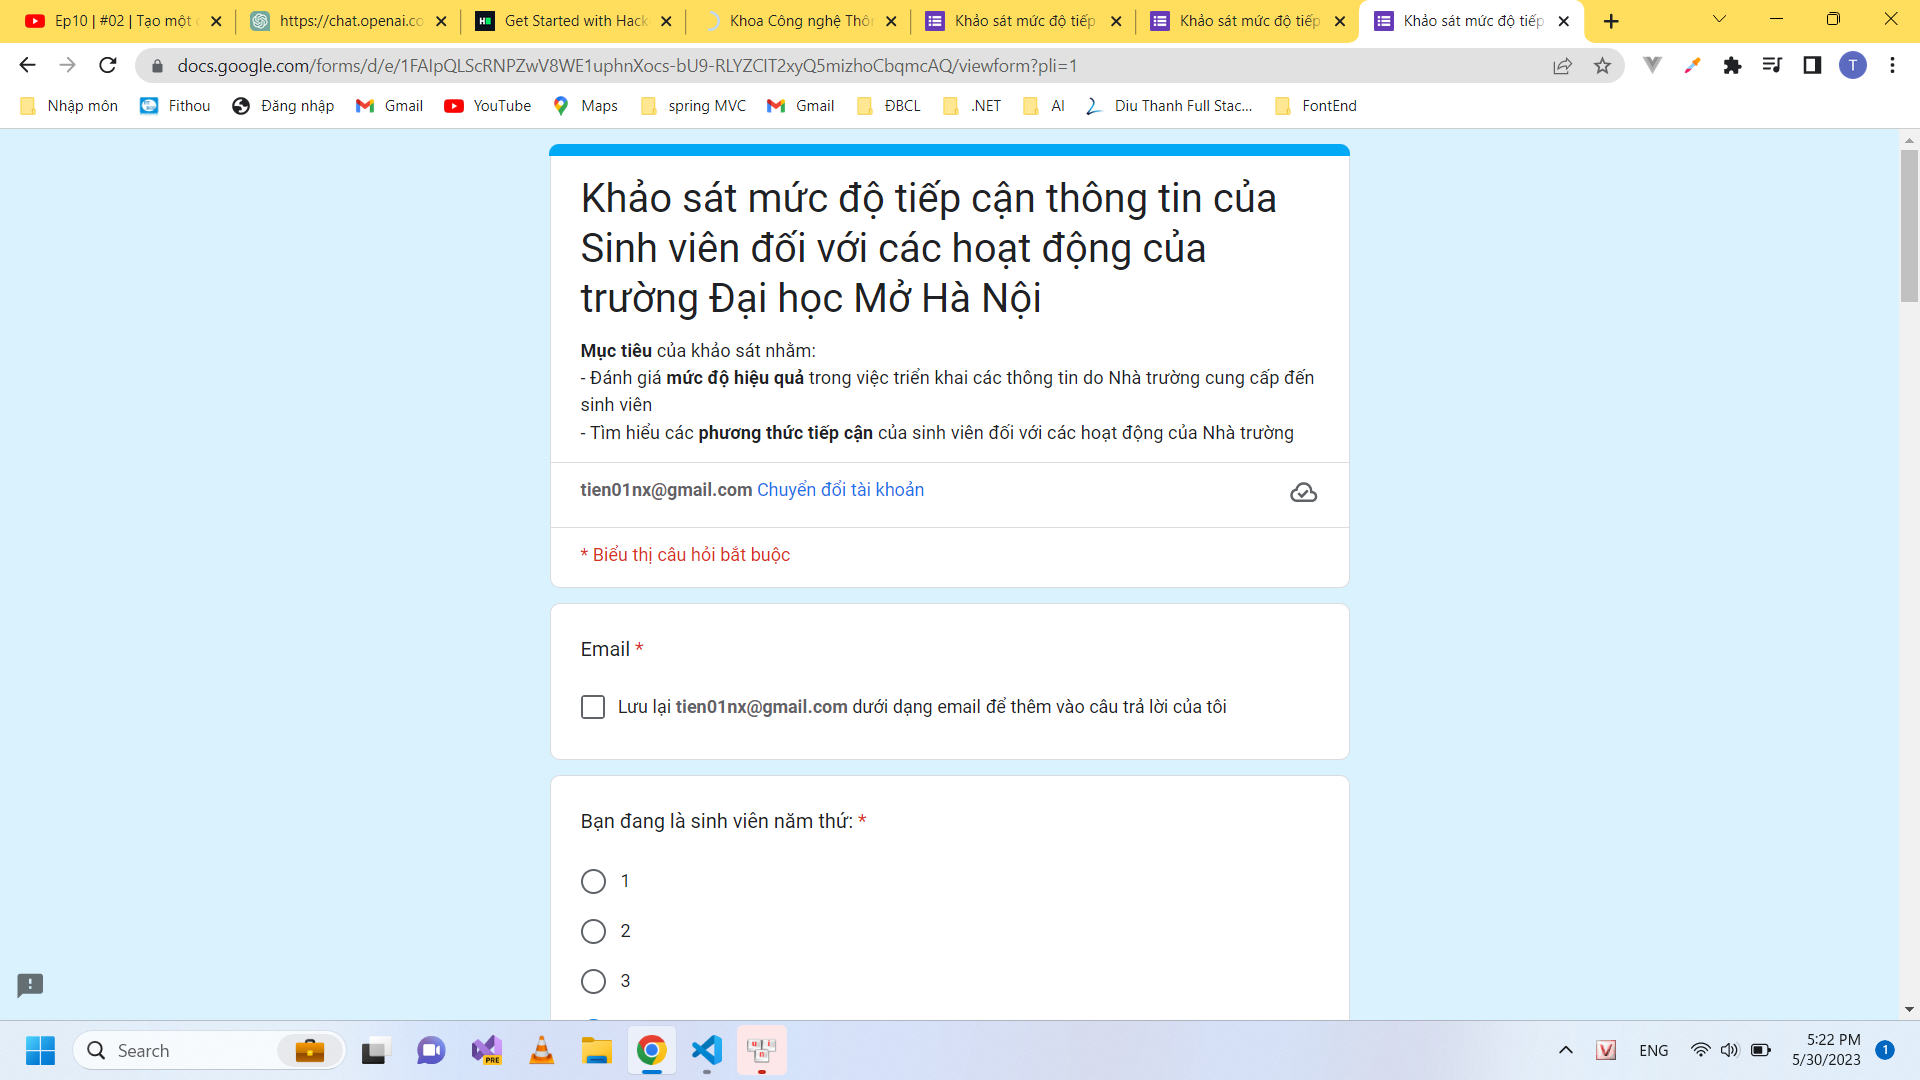 Ep10 | #02 | Tạo một
https://chat.openai.co
Get Started with Hack
Khoa Công nghệ Thôn
Khảo sát mức độ tiếp
Khảo sát mức độ tiếp
Khảo sát mức độ tiếp
docs.google.com/forms/d/e/1FAIpQLScRNPZwV8WE1uphnXocs-bU9-RLYZCIT2xyQ5mizhoCbqmcAQ/viewform?pli=1
T
Nhập môn
Fithou
Đăng nhập
Gmail
YouTube
Maps
spring MVC
Gmail
ĐBCL
.NET
AI
Diu Thanh Full Stac...
FontEnd
Khảo sát mức độ tiếp cận thông tin của
Sinh viên đối với các hoạt động của
trường Đại học Mở Hà Nội
Mục tiêu của khảo sát nhằm:
- Đánh giá mức độ hiệu quả trong việc triển khai các thông tin do Nhà trường cung cấp đến
sinh viên
- Tìm hiểu các phương thức tiếp cận của sinh viên đối với các hoạt động của Nhà trường
tien01nx@gmail.com Chuyển đổi tài khoản
* Biểu thị câu hỏi bắt buộc
Email *
Lưu lại tien01nx@gmail.com dưới dạng email để thêm vào câu trả lời của tôi
Bạn đang là sinh viên năm thứ: *
1
2
3
Search
PRE
ENG
5:22 PM
5/30/2023
1